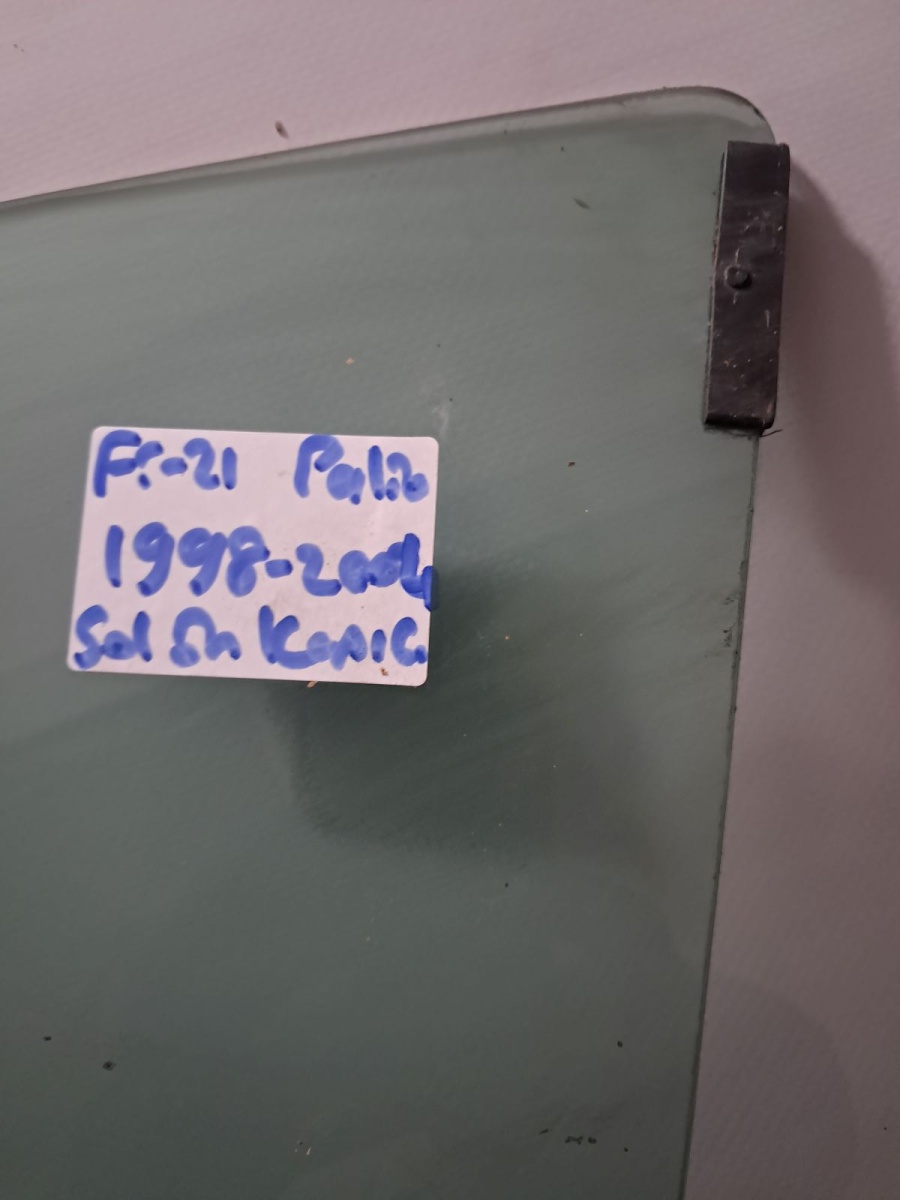 Fi-21 Palio
1998-2004
Sol Ön Kapı C.